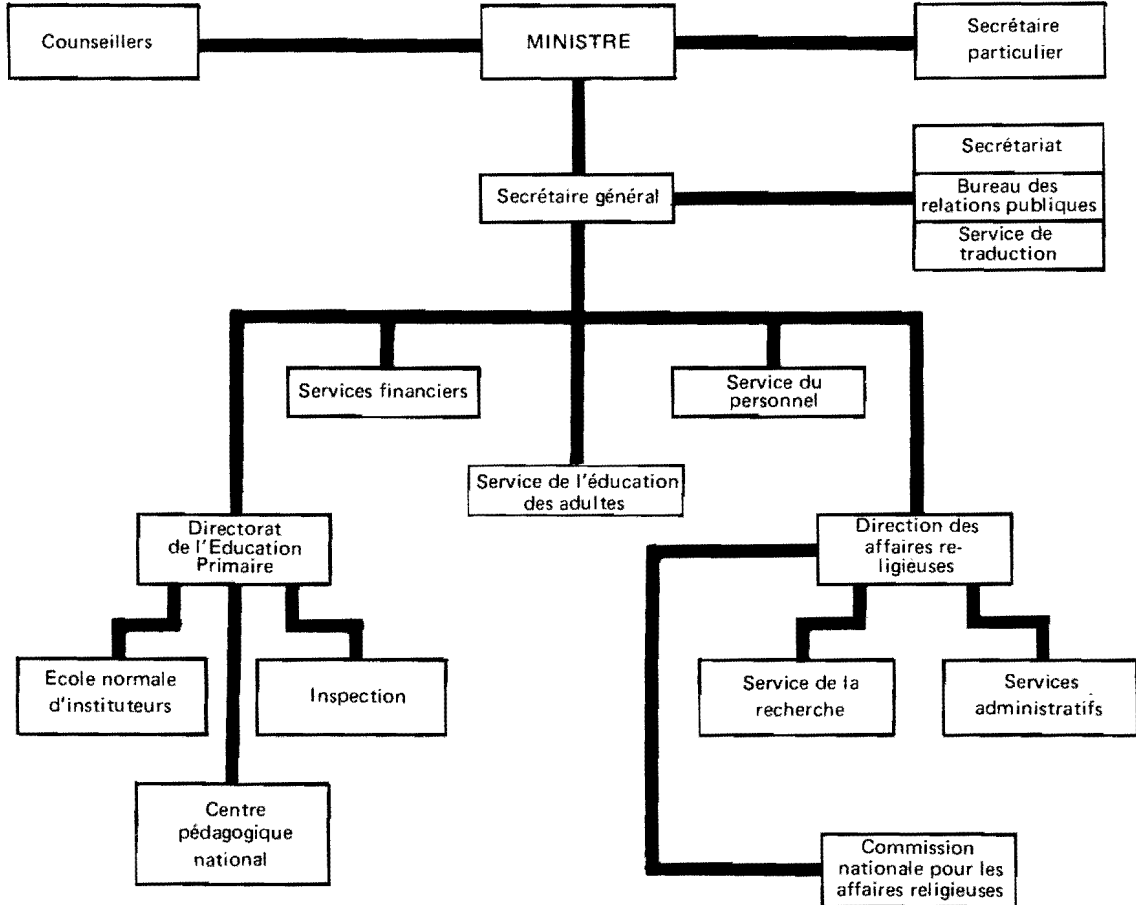 Counseillers
MINISTRE
Secrétaire
particulier
Secrétariat
Secrétaire général
Bureau des
relations publiques
Service de
traduction
Services financiers
Service du
personnel
Service de l'éducation
des adultes
Directorat
de l'Education
Primaire
Direction des
affaires re-
ligièuses
Ecole normale
d'instituteurs
Inspection
Service de la
recherche
Services
administratifs
Centre
pédagogique
national
Commission
nationale pour les
affaires religieuses